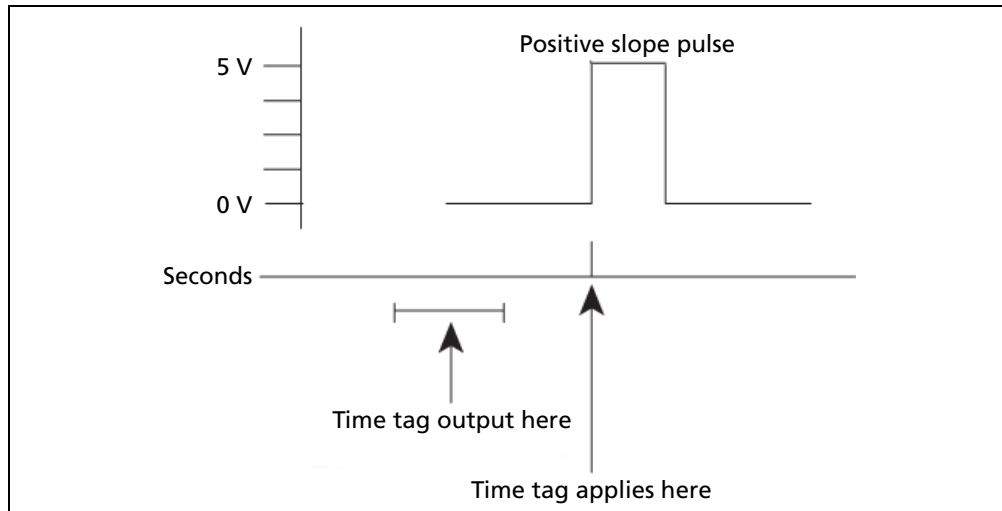 Positive slope pulse
5 V
0 V
Seconds
Time tag output here
Time tag applies here